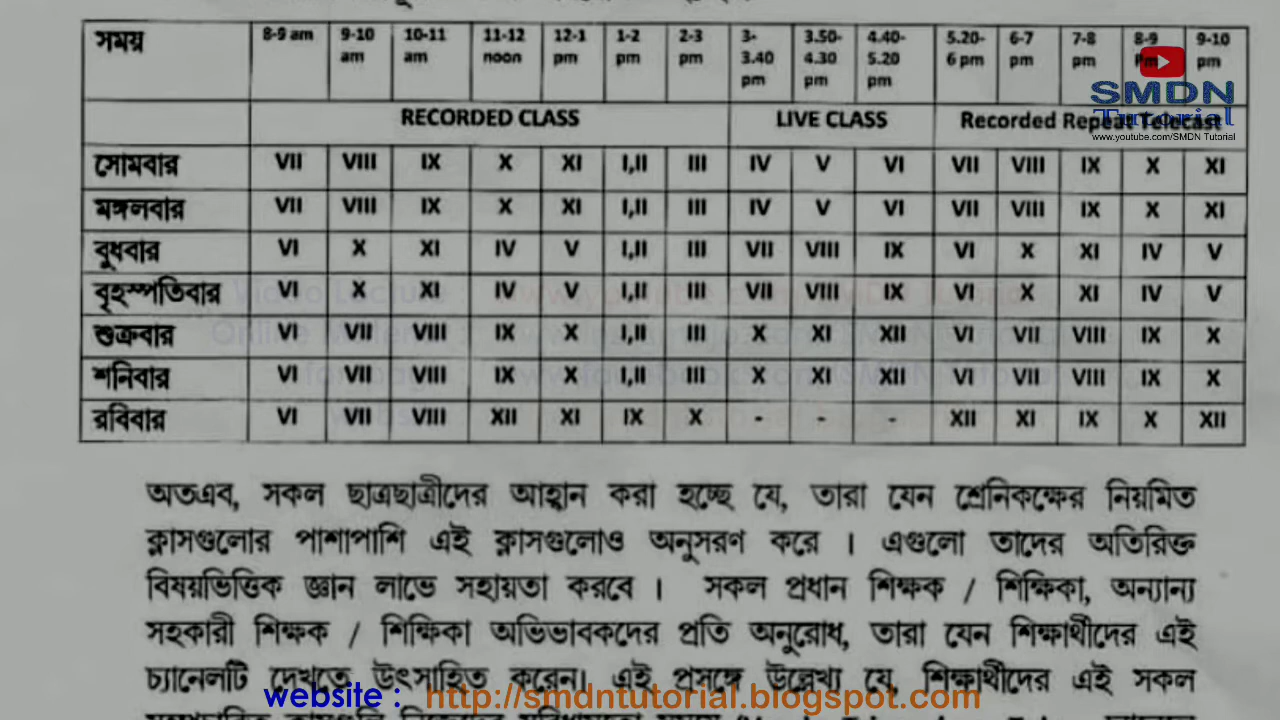 সময় 8-9 am 9-10 am 10-11 am 11-12 noon 12-1 pm 1-2 pm 2-3 pm 3-3.40 pm 3.50-4.30 pm 4.40-5.20 pm 5.20-6 pm 6-7 pm 7-8 pm 8-9 9-10 pm
RECORDED CLASS LIVE CLASS Recorded Repeat Telecast
SMDN
Tutorial
www.youtube.com/SMDN Tutorial
সোমবার VII VIII IX X XI I,II III IV V VI VII VIII IX X XI
মঙ্গলবার VII VIII IX X XI I,II III IV V VI VII VIII IX X XI
বুধবার VI X XI IV V I,II III VII VIII IX VI X XI IV V
বৃহস্পতিবার VI X XI IV V I,II III VII VIII IX VI X XI IV V
শুক্রবার VI VII VIII IX X I,II III X XI XII VI VII VIII IX X
শনিবার VI VII VIII IX X I,II III X XI XII VI VII VIII IX X
রবিবার VI VII VIII XII XI IX X - - - XII XI IX X XII
অতএব, সকল ছাত্রছাত্রীদের আহ্বান করা হচ্ছে যে, তারা যেন শ্রেনিকক্ষের নিয়মিত
ক্লাসগুলোর পাশাপাশি এই ক্লাসগুলোও অনুসরণ করে । এগুলো তাদের অতিরিক্ত
বিষয়ভিত্তিক জ্ঞান লাভে সহায়তা করবে । সকল প্রধান শিক্ষক / শিক্ষিকা, অন্যান্য
সহকারী শিক্ষক / শিক্ষিকা অভিভাবকদের প্রতি অনুরোধ, তারা যেন শিক্ষার্থীদের এই
চ্যানেলটি দেখতে উৎসাহিত করেন। এই প্রসঙ্গে উল্লেখ্য যে, শিক্ষার্থীদের এই সকল
website : http://smdntutorial.blogspot.com